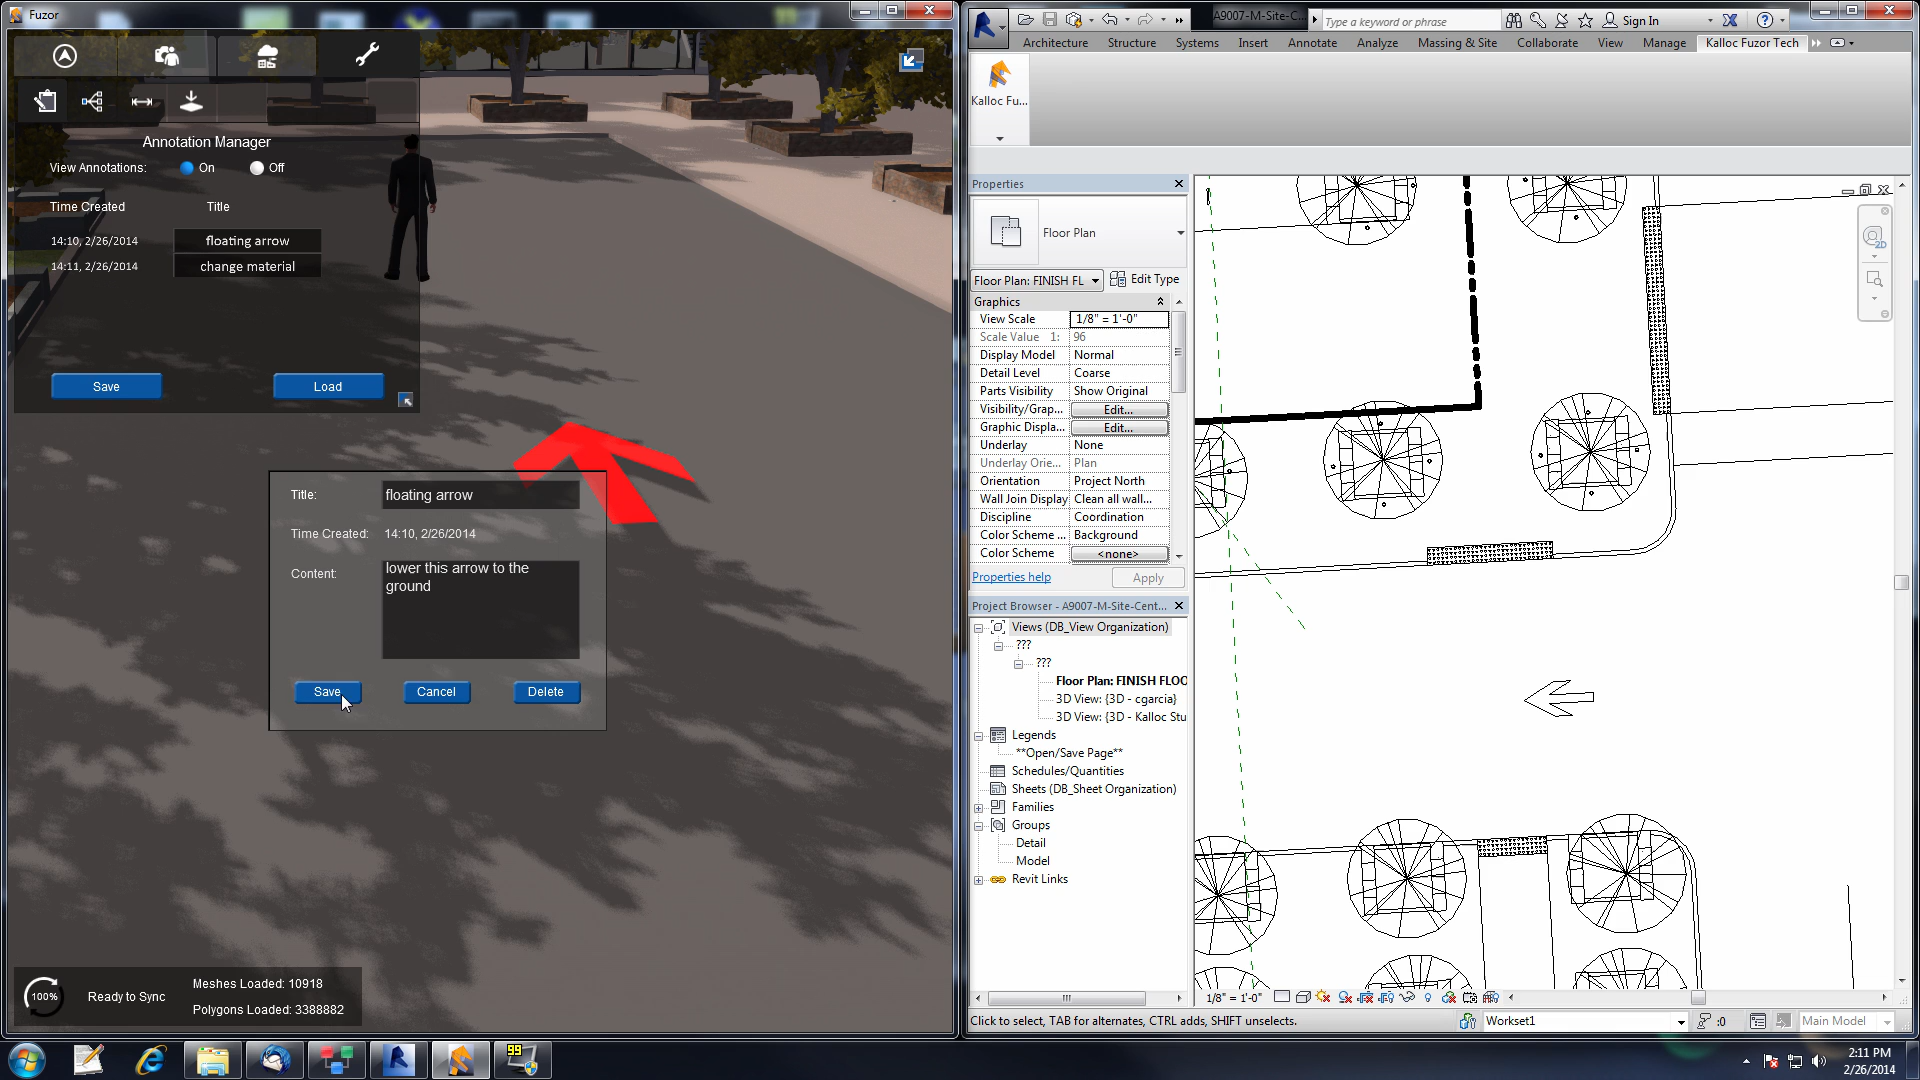 Fuzor
Annotation Manager
View Annotations: On Off
Time Created Title
14:10, 2/26/2014 floating arrow
14:11, 2/26/2014 change material
Save Load
Title: floating arrow
Time Created: 14:10, 2/26/2014
Content: lower this arrow to the
ground
Save Cancel Delete
100% Ready to Sync
Meshes Loaded: 10918
Polygons Loaded: 3388882
A9007-M-Site-C...
Type a keyword or phrase
Sign In
Architecture Structure Systems Insert Annotate Analyze Massing & Site Collaborate View Manage Kalloc Fuzor Tech
Kalloc Fu...
Properties
Floor Plan
Floor Plan: FINISH FL Edit Type
Graphics
View Scale 1/8" = 1'-0"
Scale Value 1: 96
Display Model Normal
Detail Level Coarse
Parts Visibility Show Original
Visibility/Grap... Edit...
Graphic Displa... Edit...
Underlay None
Underlay Orie... Plan
Orientation Project North
Wall Join Display Clean all wall...
Discipline Coordination
Color Scheme ... Background
Color Scheme <none>
Properties help Apply
Project Browser - A9007-M-Site-Cent...
Views (DB_View Organization)
???
???
Floor Plan: FINISH FLOO
3D View: {3D - cgarcia}
3D View: {3D - Kalloc Stu
Legends
**Open/Save Page**
Schedules/Quantities
Sheets (DB_Sheet Organization)
Families
Groups
Detail
Model
Revit Links
2D
1/8" = 1'-0"
Click to select, TAB for alternates, CTRL adds, SHIFT unselects.
Workset1
:0
Main Model
99
2:11 PM
2/26/2014